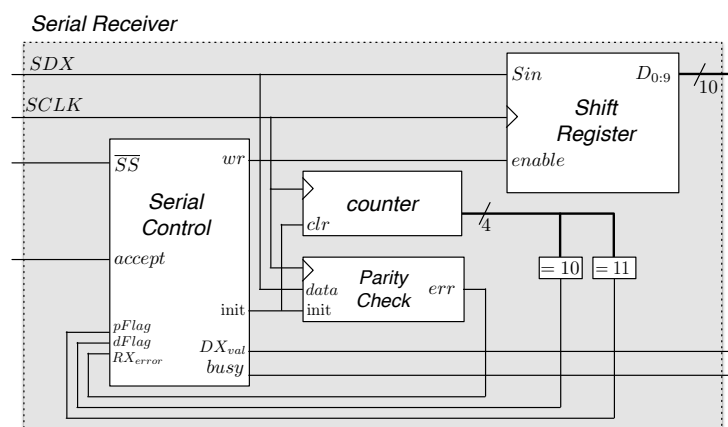 Serial Receiver
SDX
SCLK
Sin
D0:9
10
Shift
Register
enable
SS
wr
Serial
Control
accept
counter
clr
4
= 10
= 11
Parity
Check
data
init
err
init
pFlag
dFlag
RXerror
DXval
busy